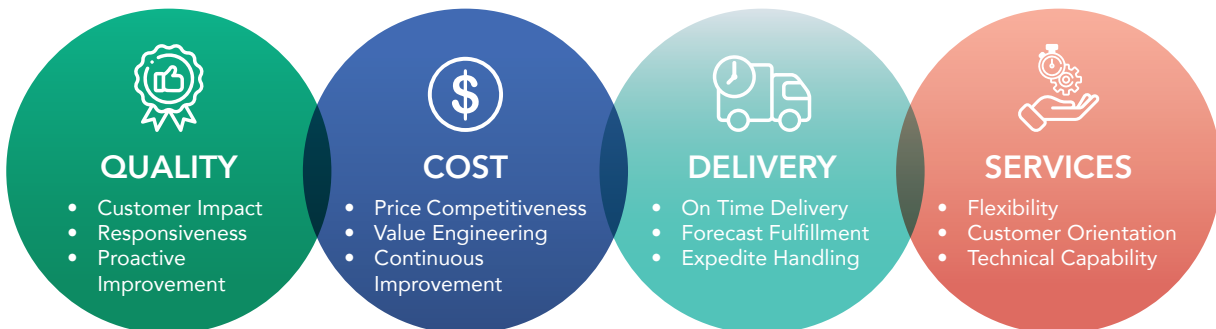 QUALITY
• Customer Impact
• Responsiveness
• Proactive
Improvement
COST
• Price Competitiveness
• Value Engineering
• Continuous
Improvement
DELIVERY
• On Time Delivery
• Forecast Fulfillment
• Expedite Handling
SERVICES
• Flexibility
• Customer Orientation
• Technical Capability